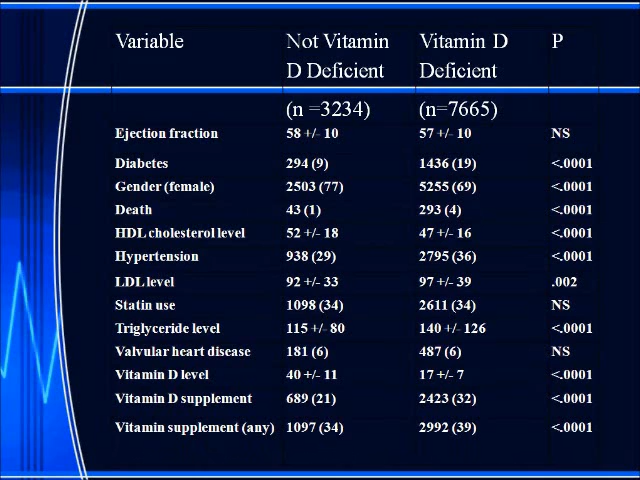 Variable Not Vitamin D Deficient Vitamin D Deficient P
(n =3234) (n=7665)
Ejection fraction 58 +/- 10 57 +/- 10 NS
Diabetes 294 (9) 1436 (19) <.0001
Gender (female) 2503 (77) 5255 (69) <.0001
Death 43 (1) 293 (4) <.0001
HDL cholesterol level 52 +/- 18 47 +/- 16 <.0001
Hypertension 938 (29) 2795 (36) <.0001
LDL level 92 +/- 33 97 +/- 39 .002
Statin use 1098 (34) 2611 (34) NS
Triglyceride level 115 +/- 80 140 +/- 126 <.0001
Valvular heart disease 181 (6) 487 (6) NS
Vitamin D level 40 +/- 11 17 +/- 7 <.0001
Vitamin D supplement 689 (21) 2423 (32) <.0001
Vitamin supplement (any) 1097 (34) 2992 (39) <.0001